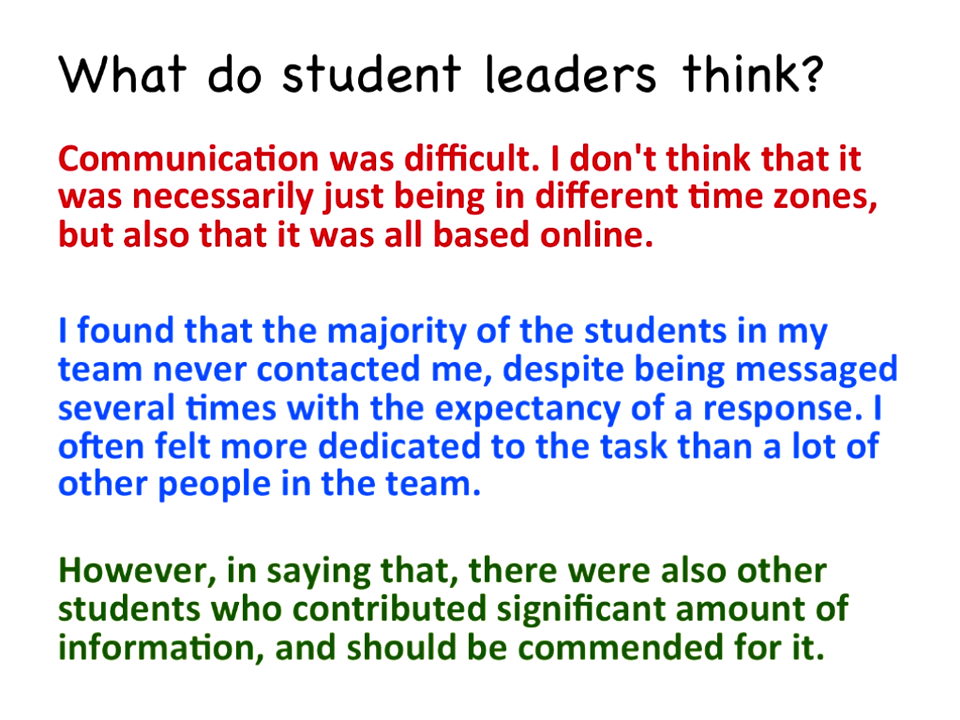 What do student leaders think?
Communication was difficult. I don't think that it
was necessarily just being in different time zones,
but also that it was all based online.
I found that the majority of the students in my
team never contacted me, despite being messaged
several times with the expectancy of a response. I
often felt more dedicated to the task than a lot of
other people in the team.
However, in saying that, there were also other
students who contributed significant amount of
information, and should be commended for it.